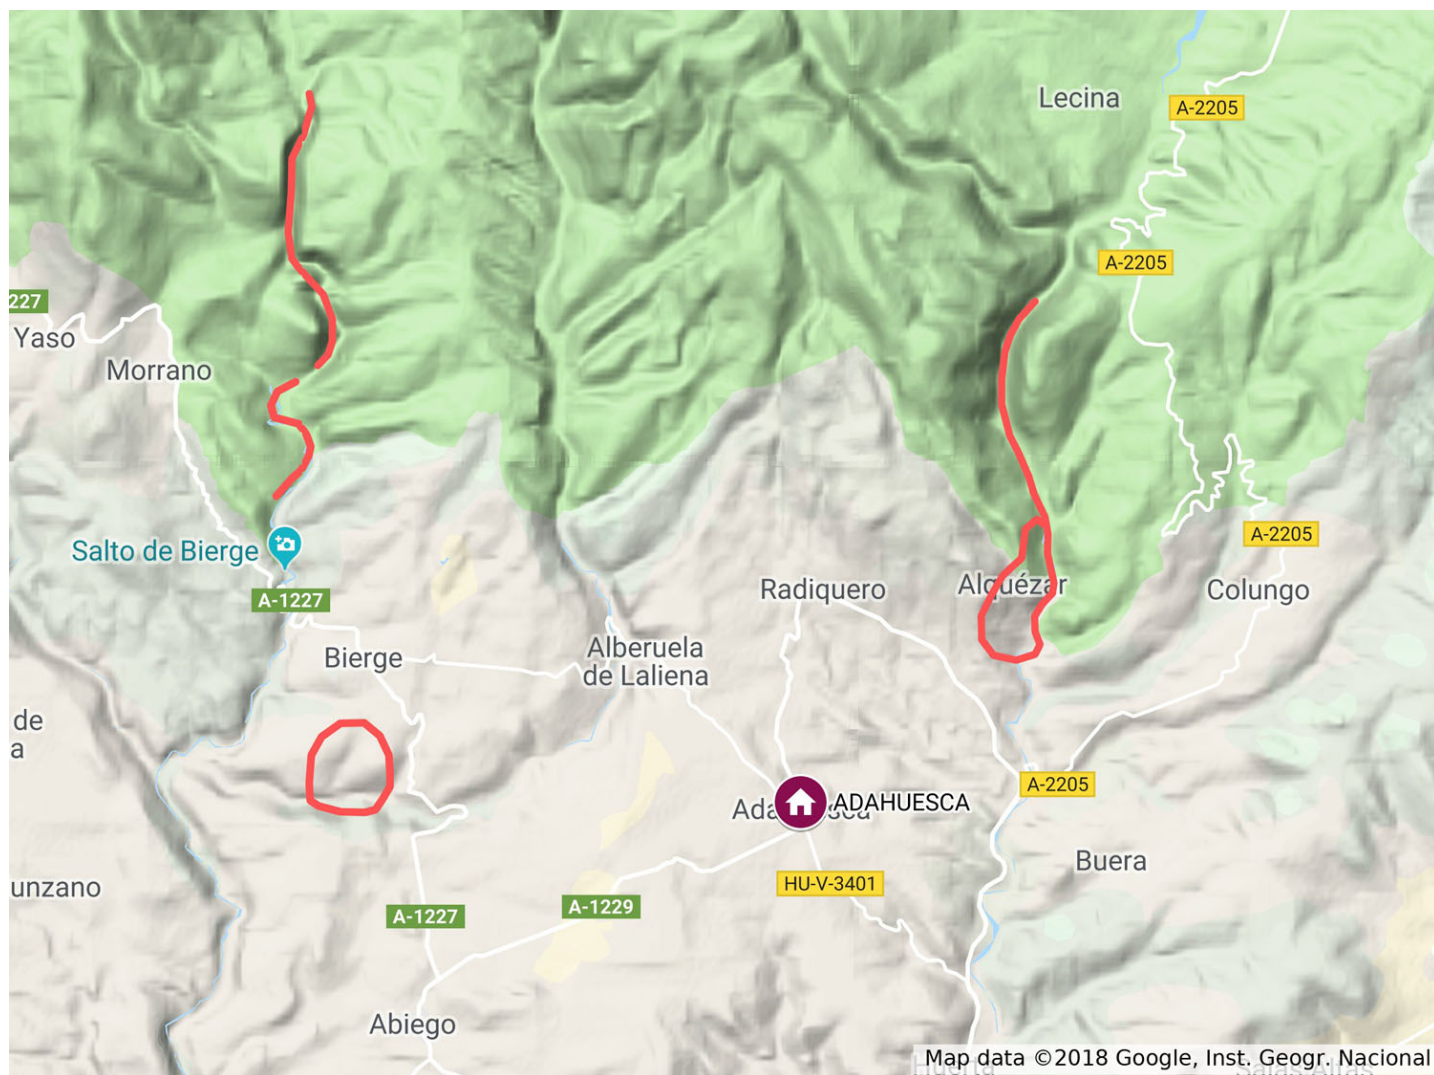 Lecina
A-2205
A-2205
227
Yaso
Morrano
A-2205
Salto de Bierge
A-1227
Radiquero
Alquézar
Colungo
Bierge
Alberuela
de Laliena
de
a
A-2205
ADAHUESCA
Buera
HU-V-3401
unzano
A-1229
A-1227
Abiego
Map data ©2018 Google, Inst. Geogr. Nacional